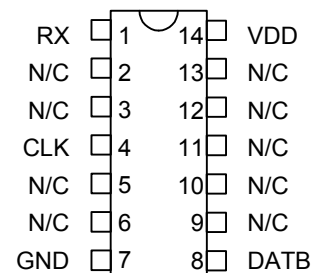 RX 1 14 VDD
N/C 2 13 N/C
N/C 3 12 N/C
CLK 4 11 N/C
N/C 5 10 N/C
N/C 6 9 N/C
GND 7 8 DATB